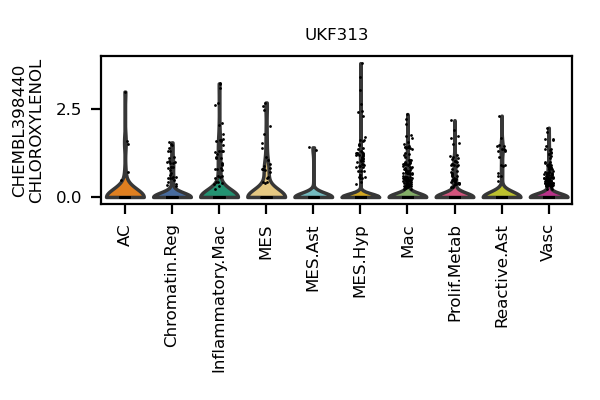 UKF313
CHEMBL398440
CHLOROXYLENOL
2.5
0.0
AC
Chromatin.Reg
Inflammatory.Mac
MES
MES.Ast
MES.Hyp
Mac
Prolif.Metab
Reactive.Ast
Vasc